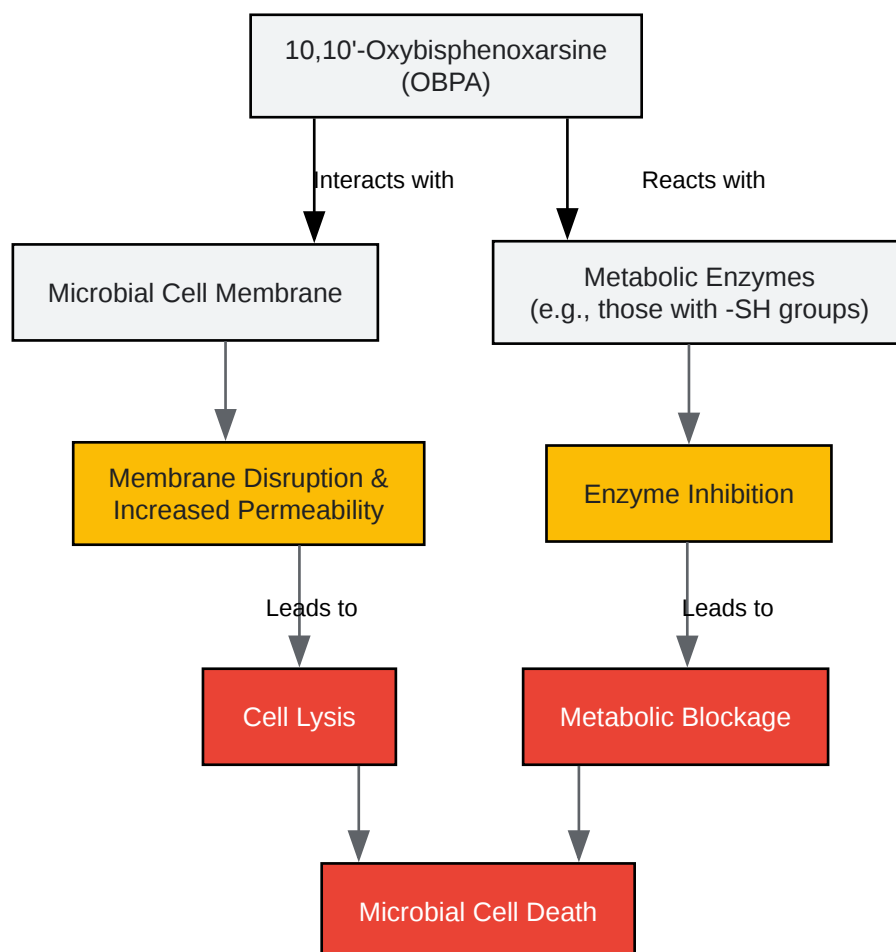 10,10'-Oxybisphenoxarsine
(OBPA)
Interacts with
Reacts with
Microbial Cell Membrane
Metabolic Enzymes
(e.g., those with -SH groups)
Membrane Disruption &
Increased Permeability
Enzyme Inhibition
Leads to
Leads to
Cell Lysis
Metabolic Blockage
Microbial Cell Death